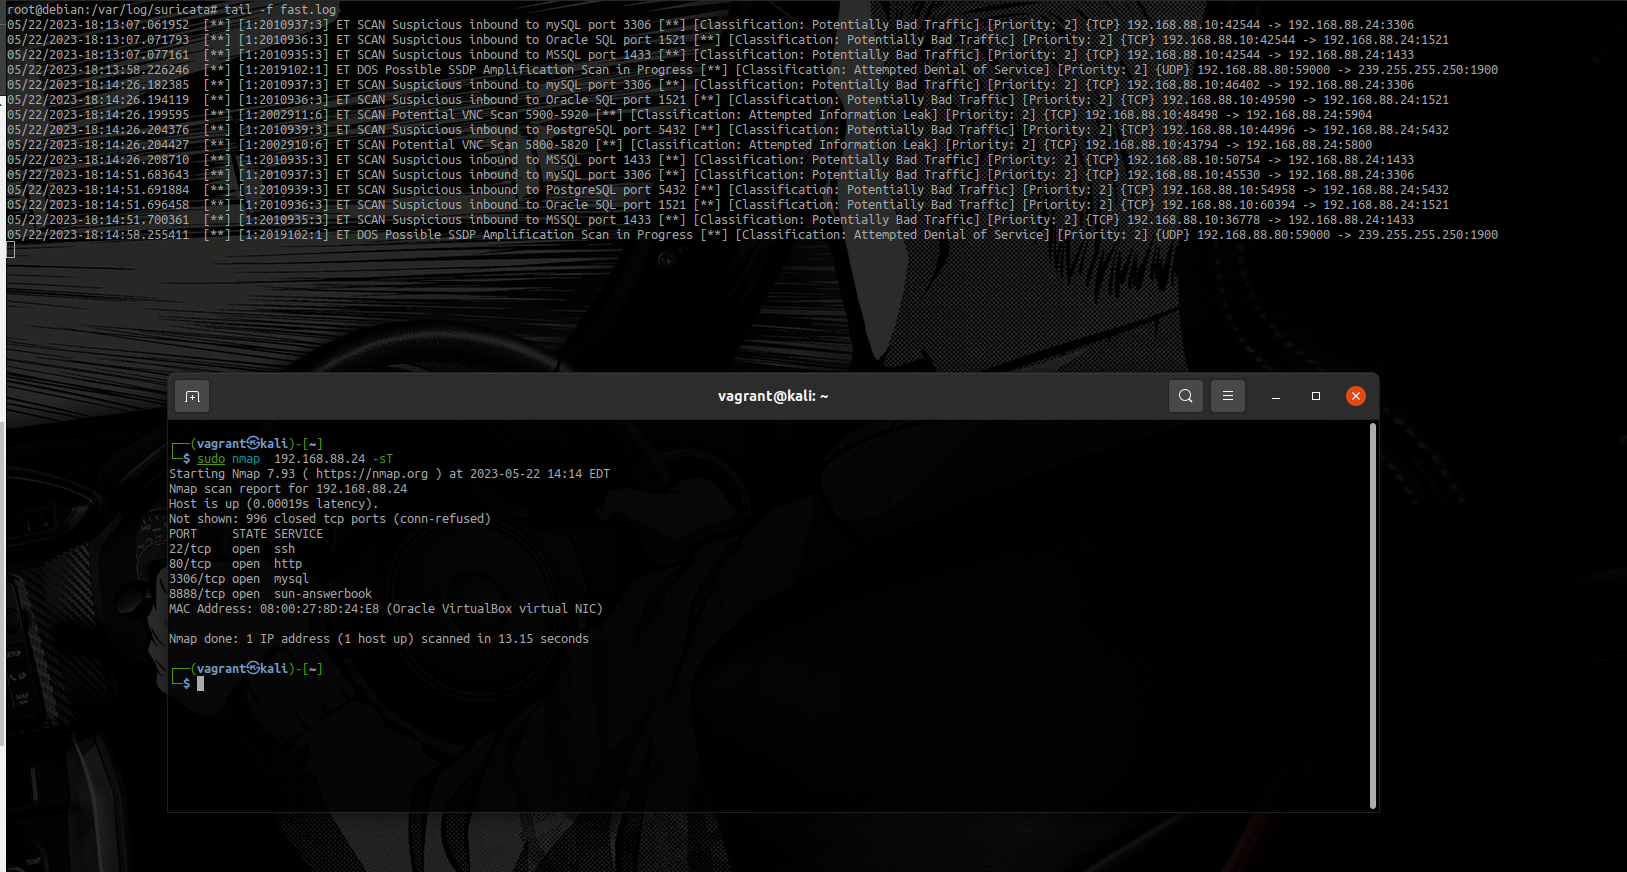 root@debian:/var/log/suricata# tail -f fast.log
05/22/2023-18:13:07.061952  [**] [1:2010937:3] ET SCAN Suspicious inbound to mySQL port 3306 [**] [Classification: Potentially Bad Traffic] [Priority: 2] {TCP} 192.168.88.10:42544 -> 192.168.88.24:3306
05/22/2023-18:13:07.071793  [**] [1:2010936:3] ET SCAN Suspicious inbound to Oracle SQL port 1521 [**] [Classification: Potentially Bad Traffic] [Priority: 2] {TCP} 192.168.88.10:42544 -> 192.168.88.24:1521
05/22/2023-18:13:07.077161  [**] [1:2010935:3] ET SCAN Suspicious inbound to MSSQL port 1433 [**] [Classification: Potentially Bad Traffic] [Priority: 2] {TCP} 192.168.88.10:42544 -> 192.168.88.24:1433
05/22/2023-18:13:58.226246  [**] [1:2019102:1] ET DOS Possible SSDP Amplification Scan in Progress [**] [Classification: Attempted Denial of Service] [Priority: 2] {UDP} 192.168.88.80:59000 -> 239.255.255.250:1900
05/22/2023-18:14:26.182385  [**] [1:2010937:3] ET SCAN Suspicious inbound to mySQL port 3306 [**] [Classification: Potentially Bad Traffic] [Priority: 2] {TCP} 192.168.88.10:46402 -> 192.168.88.24:3306
05/22/2023-18:14:26.194119  [**] [1:2010936:3] ET SCAN Suspicious inbound to Oracle SQL port 1521 [**] [Classification: Potentially Bad Traffic] [Priority: 2] {TCP} 192.168.88.10:49590 -> 192.168.88.24:1521
05/22/2023-18:14:26.199595  [**] [1:2002911:6] ET SCAN Potential VNC Scan 5900-5920 [**] [Classification: Attempted Information Leak] [Priority: 2] {TCP} 192.168.88.10:48498 -> 192.168.88.24:5904
05/22/2023-18:14:26.204376  [**] [1:2010939:3] ET SCAN Suspicious inbound to PostgreSQL port 5432 [**] [Classification: Potentially Bad Traffic] [Priority: 2] {TCP} 192.168.88.10:44996 -> 192.168.88.24:5432
05/22/2023-18:14:26.204427  [**] [1:2002910:6] ET SCAN Potential VNC Scan 5800-5820 [**] [Classification: Attempted Information Leak] [Priority: 2] {TCP} 192.168.88.10:43794 -> 192.168.88.24:5800
05/22/2023-18:14:26.208710  [**] [1:2010935:3] ET SCAN Suspicious inbound to MSSQL port 1433 [**] [Classification: Potentially Bad Traffic] [Priority: 2] {TCP} 192.168.88.10:50754 -> 192.168.88.24:1433
05/22/2023-18:14:51.683643  [**] [1:2010937:3] ET SCAN Suspicious inbound to mySQL port 3306 [**] [Classification: Potentially Bad Traffic] [Priority: 2] {TCP} 192.168.88.10:45530 -> 192.168.88.24:3306
05/22/2023-18:14:51.691884  [**] [1:2010939:3] ET SCAN Suspicious inbound to PostgreSQL port 5432 [**] [Classification: Potentially Bad Traffic] [Priority: 2] {TCP} 192.168.88.10:54958 -> 192.168.88.24:5432
05/22/2023-18:14:51.696458  [**] [1:2010936:3] ET SCAN Suspicious inbound to Oracle SQL port 1521 [**] [Classification: Potentially Bad Traffic] [Priority: 2] {TCP} 192.168.88.10:60394 -> 192.168.88.24:1521
05/22/2023-18:14:51.700361  [**] [1:2010935:3] ET SCAN Suspicious inbound to MSSQL port 1433 [**] [Classification: Potentially Bad Traffic] [Priority: 2] {TCP} 192.168.88.10:36778 -> 192.168.88.24:1433
05/22/2023-18:14:58.255411  [**] [1:2019102:1] ET DOS Possible SSDP Amplification Scan in Progress [**] [Classification: Attempted Denial of Service] [Priority: 2] {UDP} 192.168.88.80:59000 -> 239.255.255.250:1900
vagrant@kali: ~
┌──(vagrant㉿kali)-[~]
└─$ sudo nmap  192.168.88.24 -sT
Starting Nmap 7.93 ( https://nmap.org ) at 2023-05-22 14:14 EDT
Nmap scan report for 192.168.88.24
Host is up (0.00019s latency).
Not shown: 996 closed tcp ports (conn-refused)
PORT     STATE SERVICE
22/tcp   open  ssh
80/tcp   open  http
3306/tcp open  mysql
8888/tcp open  sun-answerbook
MAC Address: 08:00:27:8D:24:E8 (Oracle VirtualBox virtual NIC)
Nmap done: 1 IP address (1 host up) scanned in 13.15 seconds
┌──(vagrant㉿kali)-[~]
└─$
SETUP
MAP
TEMP